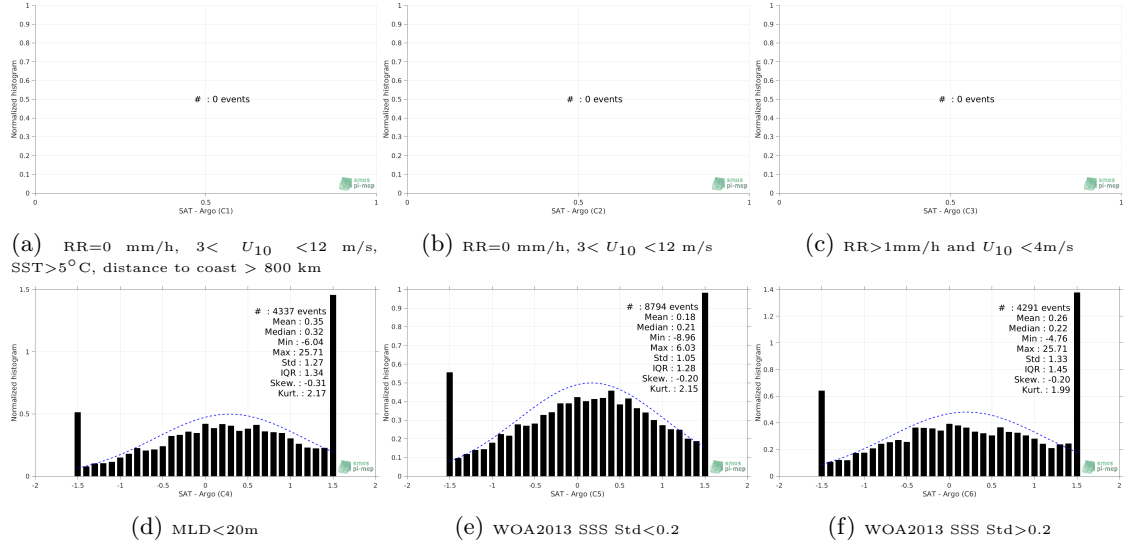 1
0.9
0.8
0.7
0.6
0.5
0.4
0.3
0.2
0.1
0
Normalized histogram
# : 0 events
0 0.5 1
SAT - Argo (C1)
smos
pi-mep
1
0.9
0.8
0.7
0.6
0.5
0.4
0.3
0.2
0.1
0
Normalized histogram
# : 0 events
0 0.5 1
SAT - Argo (C2)
smos
pi-mep
1
0.9
0.8
0.7
0.6
0.5
0.4
0.3
0.2
0.1
0
Normalized histogram
# : 0 events
0 0.5 1
SAT - Argo (C3)
smos
pi-mep
(a) RR=0 mm/h, 3< U10 <12 m/s,
SST>5°C, distance to coast > 800 km
(b) RR=0 mm/h, 3< U10 <12 m/s
(c) RR>1mm/h and U10 <4m/s
1.5
1
0.5
0
Normalized histogram
# : 4337 events
Mean : 0.35
Median : 0.32
Min : -6.04
Max : 25.71
Std : 1.27
IQR : 1.34
Skew. : -0.31
Kurt. : 2.17
-2 -1.5 -1 -0.5 0 0.5 1 1.5 2
SAT - Argo (C4)
smos
pi-mep
1
0.9
0.8
0.7
0.6
0.5
0.4
0.3
0.2
0.1
0
Normalized histogram
# : 8794 events
Mean : 0.18
Median : 0.21
Min : -8.96
Max : 6.03
Std : 1.05
IQR : 1.28
Skew. : -0.20
Kurt. : 2.15
-2 -1.5 -1 -0.5 0 0.5 1 1.5 2
SAT - Argo (C5)
smos
pi-mep
1.4
1.2
1
0.8
0.6
0.4
0.2
0
Normalized histogram
# : 4291 events
Mean : 0.26
Median : 0.22
Min : -4.76
Max : 25.71
Std : 1.33
IQR : 1.45
Skew. : -0.20
Kurt. : 1.99
-2 -1.5 -1 -0.5 0 0.5 1 1.5 2
SAT - Argo (C6)
smos
pi-mep
(d) MLD<20m
(e) WOA2013 SSS Std<0.2
(f) WOA2013 SSS Std>0.2